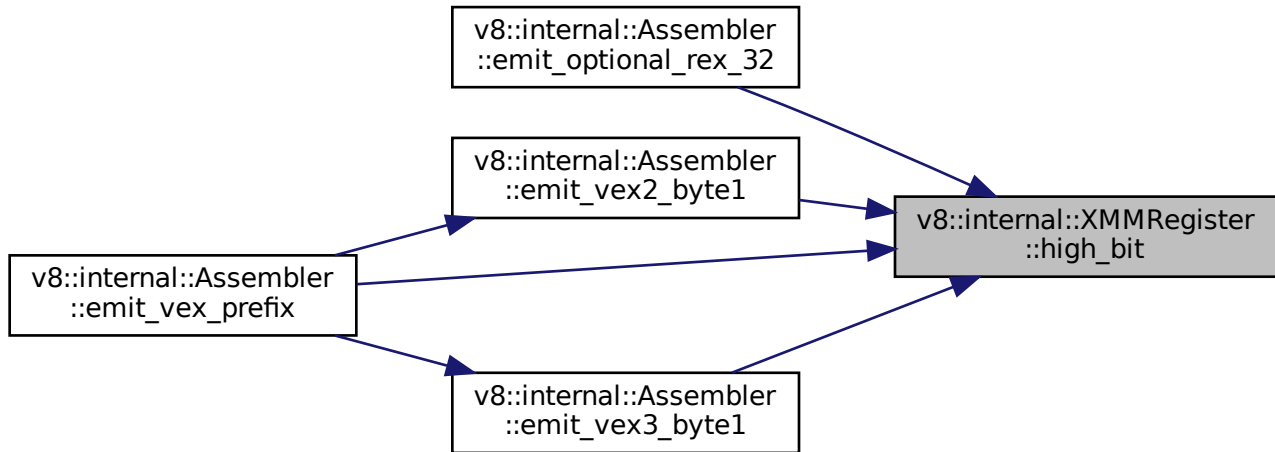 v8::internal::Assembler
::emit_optional_rex_32
v8::internal::Assembler
::emit_vex2_byte1
v8::internal::XMMRegister
::high_bit
v8::internal::Assembler
::emit_vex_prefix
v8::internal::Assembler
::emit_vex3_byte1